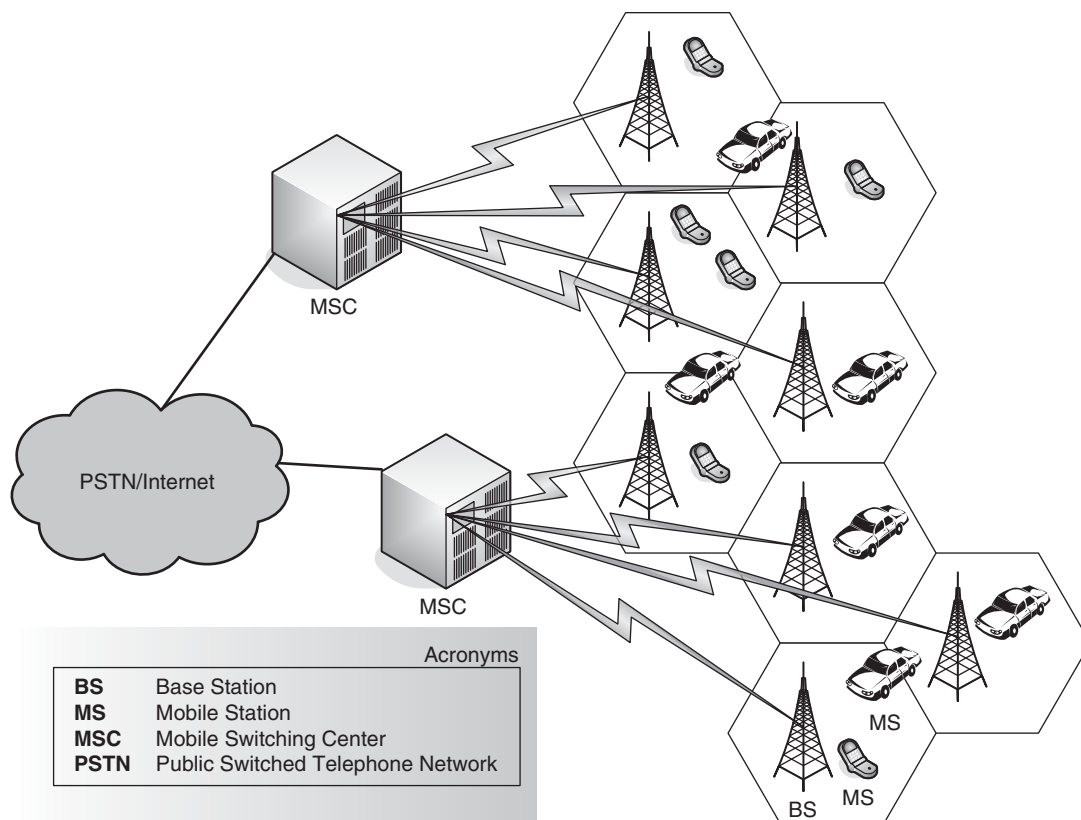 MSC
PSTN/Internet
MSC
Acronyms
BS Base Station
MS Mobile Station
MSC Mobile Switching Center
PSTN Public Switched Telephone Network
MS
BS
MS